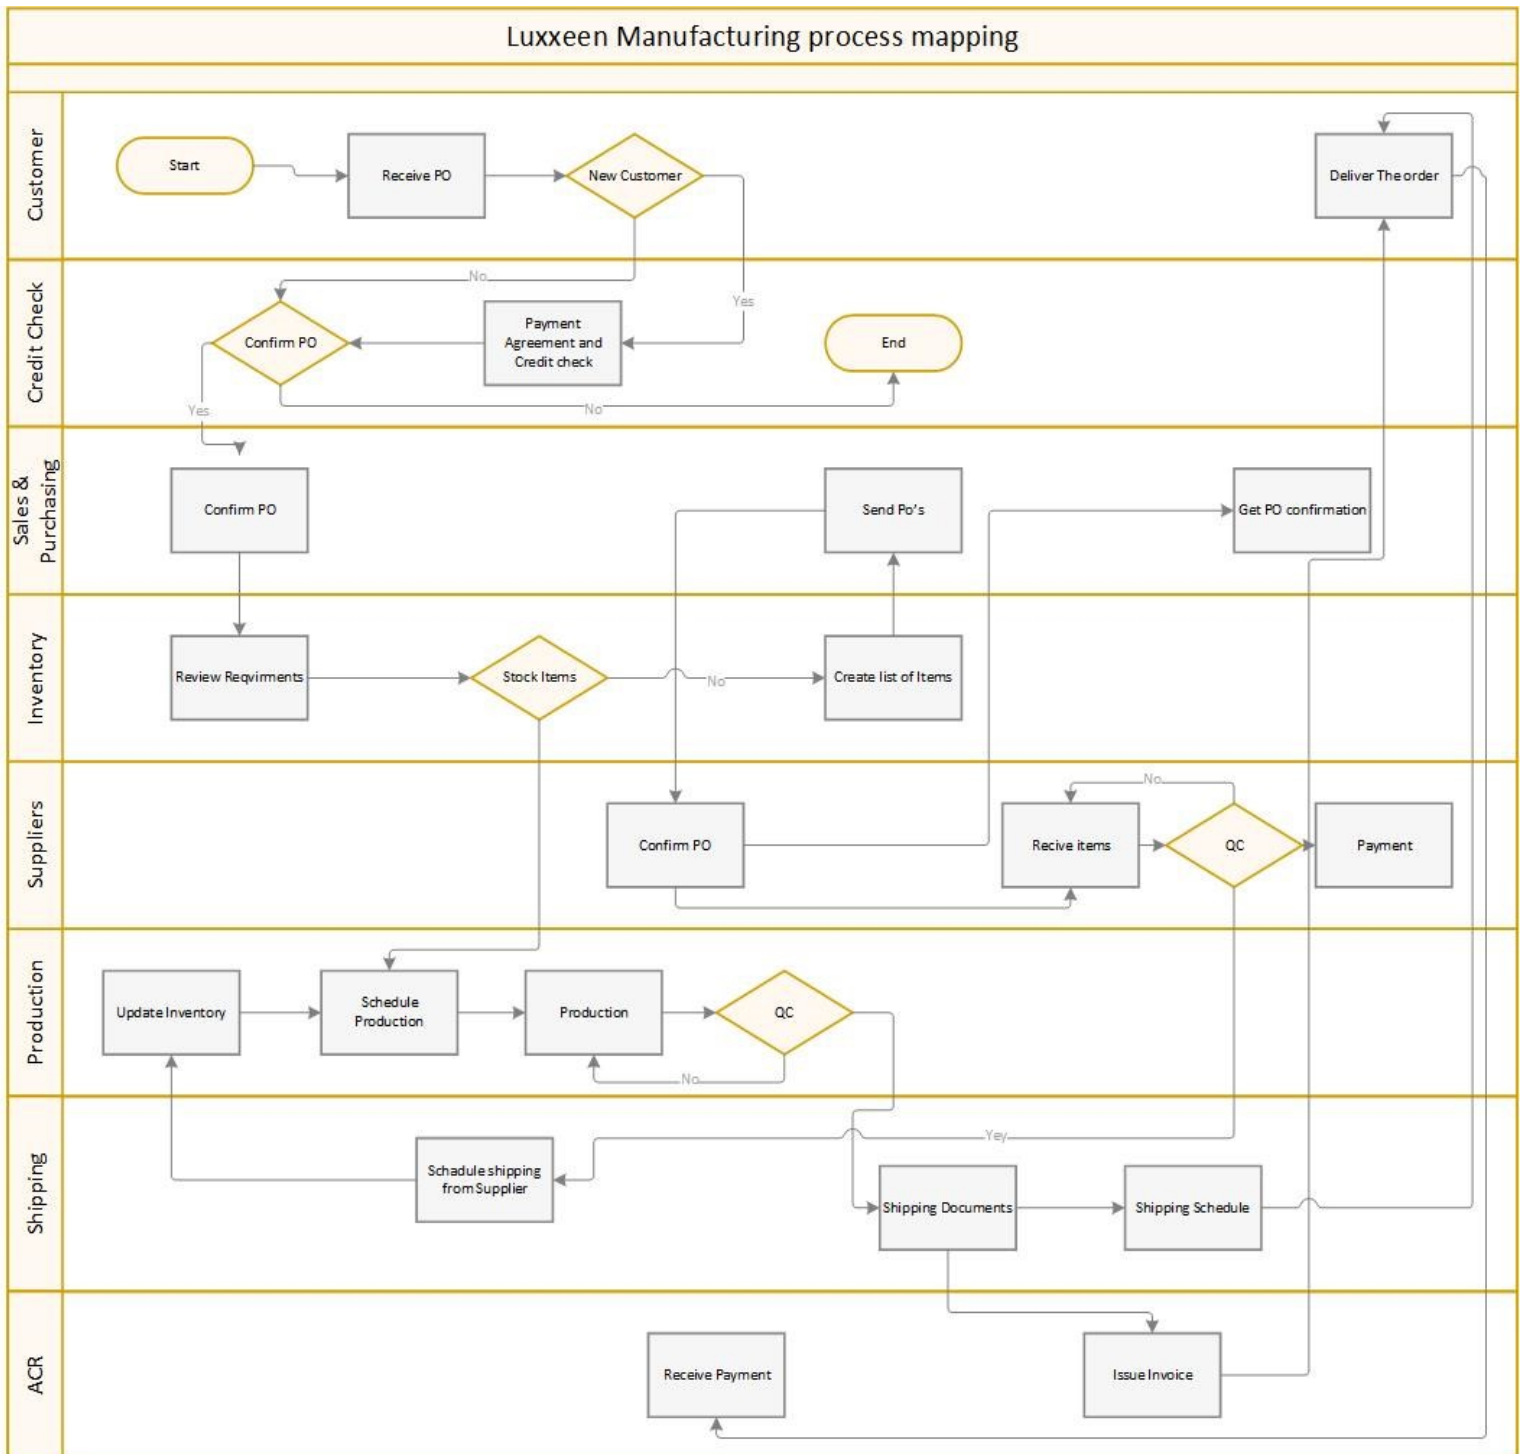 Luxxeen Manufacturing process mapping
Customer
Start
Receive PO
New Customer
Deliver The order
Credit Check
No
Yes
Confirm PO
Payment
Agreement and
Credit check
End
Yes
No
Sales &
Purchasing
Confirm PO
Send Po's
Get PO confirmation
Inventory
Review Reqvirments
Stock Items
No
Create list of Items
Suppliers
No
Confirm PO
Recive items
QC
Payment
Production
Update Inventory
Schedule
Production
Production
QC
No
Shipping
Yey
Schadule shipping
from Supplier
Shipping Documents
Shipping Schedule
ACR
Receive Payment
Issue Invoice